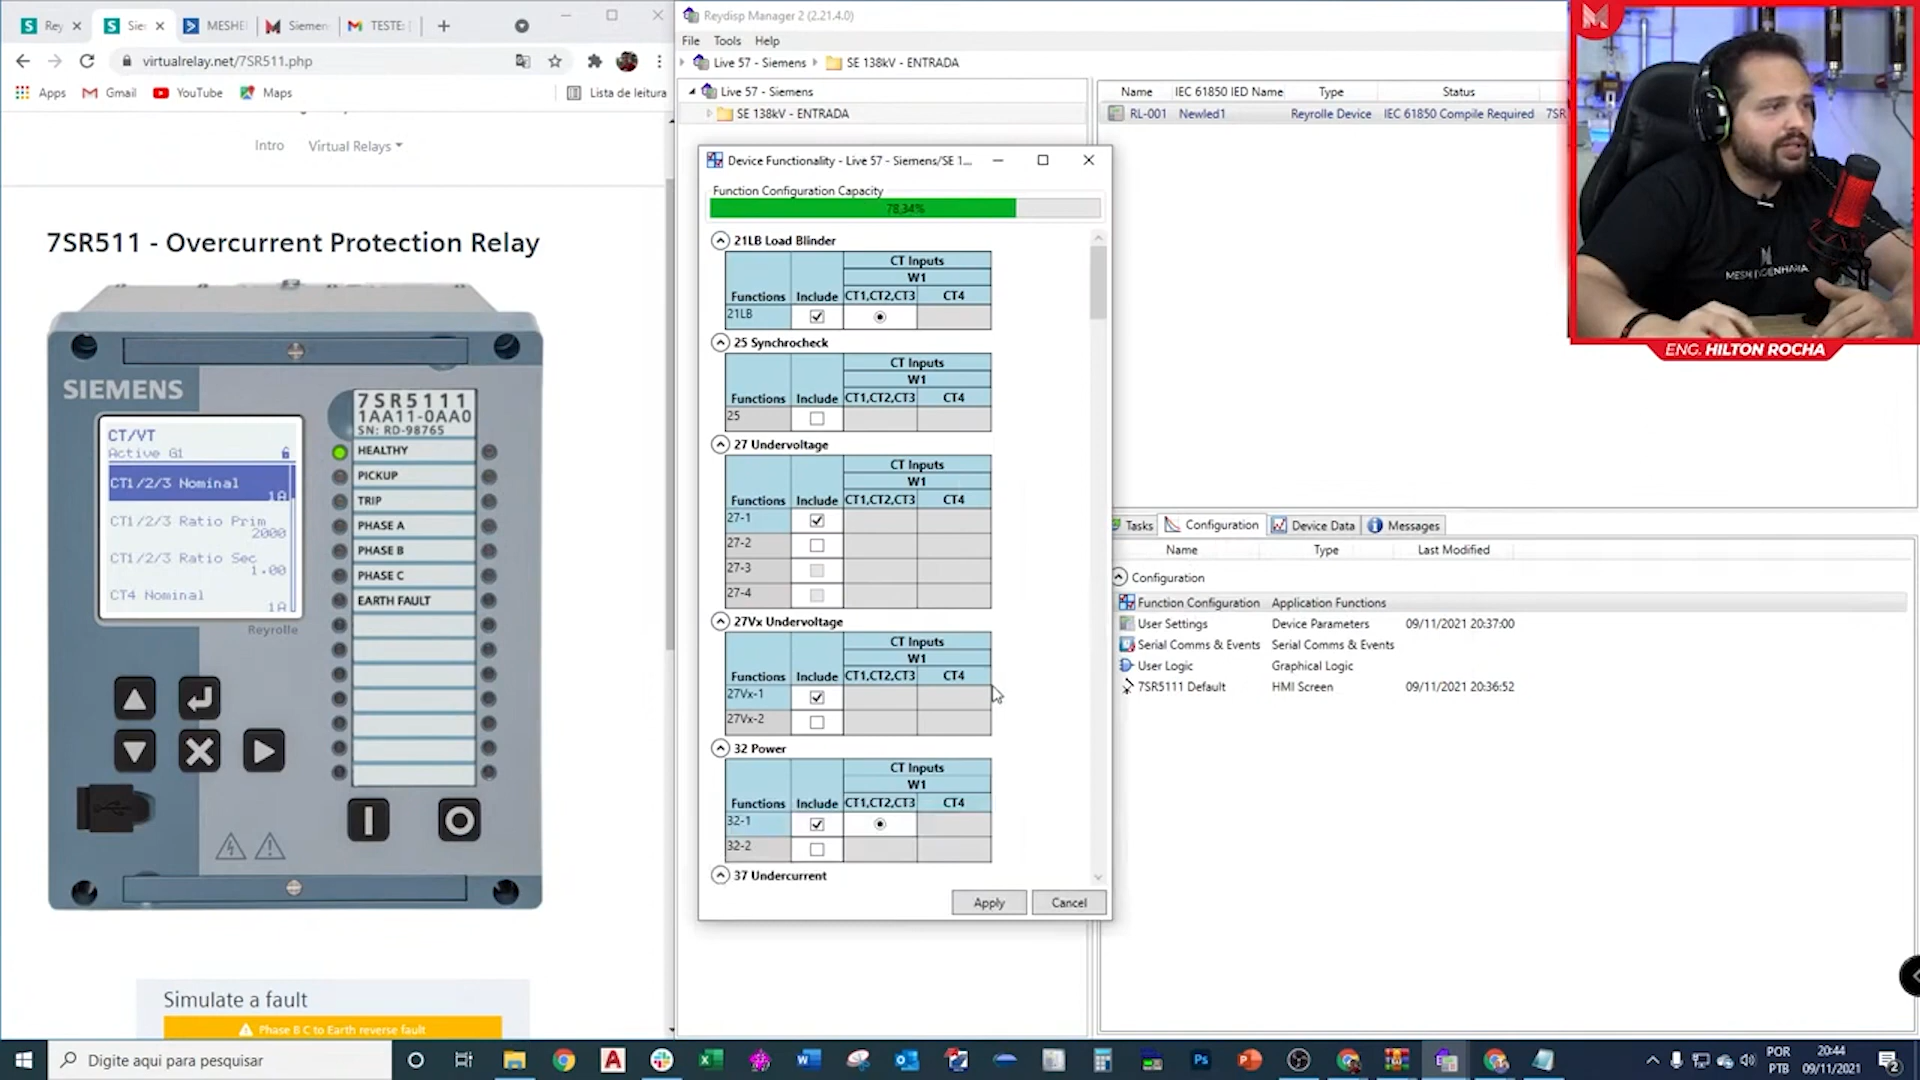 Rey
Sie
MESHE
Siemen
TESTE:
virtualrelay.net/7SR511.php
Apps
Gmail
YouTube
Maps
Lista de leitura
Intro
Virtual Relays
7SR511 - Overcurrent Protection Relay
SIEMENS
CT/VT
Active G1
CT1/2/3 Nominal
1A
CT1/2/3 Ratio Prim
2000
CT1/2/3 Ratio Sec
1.00
CT4 Nominal
1A
Reyrolle
7SR5111
1AA11-0AA0
SN: RD-98765
HEALTHY
PICKUP
TRIP
PHASE A
PHASE B
PHASE C
EARTH FAULT
Simulate a fault
Phase B C to Earth reverse fault
Reydisp Manager 2 (2.21.4.0)
File Tools Help
Live 57 - Siemens
SE 138kV - ENTRADA
Live 57 - Siemens
SE 138kV - ENTRADA
Name IEC 61850 IED Name Type Status
RL-001 Newled1 Reyrolle Device IEC 61850 Compile Required 7SR
Device Functionality - Live 57 - Siemens/SE 1...
Function Configuration Capacity
78,34%
21LB Load Blinder
CT Inputs
W1
Functions Include CT1,CT2,CT3 CT4
21LB
25 Synchrocheck
CT Inputs
W1
Functions Include CT1,CT2,CT3 CT4
25
27 Undervoltage
CT Inputs
W1
Functions Include CT1,CT2,CT3 CT4
27-1
27-2
27-3
27-4
27Vx Undervoltage
CT Inputs
W1
Functions Include CT1,CT2,CT3 CT4
27Vx-1
27Vx-2
32 Power
CT Inputs
W1
Functions Include CT1,CT2,CT3 CT4
32-1
32-2
37 Undercurrent
Apply
Cancel
Tasks Configuration Device Data Messages
Name Type Last Modified
Configuration
Function Configuration Application Functions
User Settings Device Parameters 09/11/2021 20:37:00
Serial Comms & Events Serial Comms & Events
User Logic Graphical Logic
7SR5111 Default HMI Screen 09/11/2021 20:36:52
ENG. HILTON ROCHA
Digite aqui para pesquisar
POR
PTB
20:44
09/11/2021
2